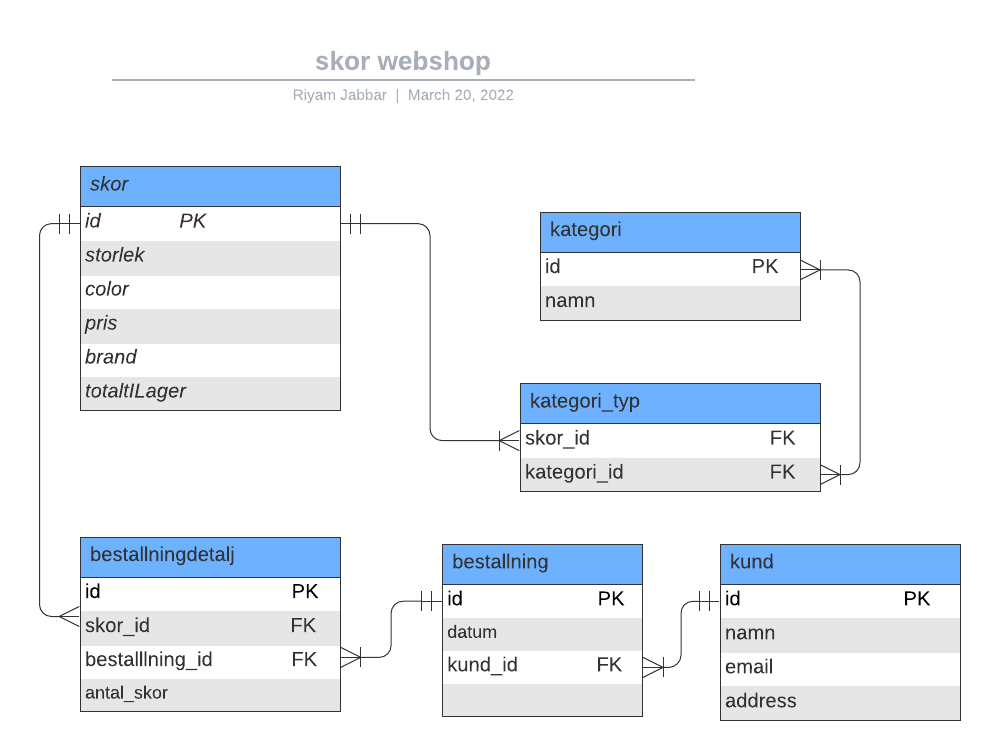 skor webshop
Riyam Jabbar | March 20, 2022
skor
id PK
storlek
color
pris
brand
totaltILager
kategori
id PK
namn
kategori_typ
skor_id FK
kategori_id FK
bestallningdetalj
id PK
skor_id FK
bestalllning_id FK
antal_skor
bestallning
id PK
datum
kund_id FK
kund
id PK
namn
email
address